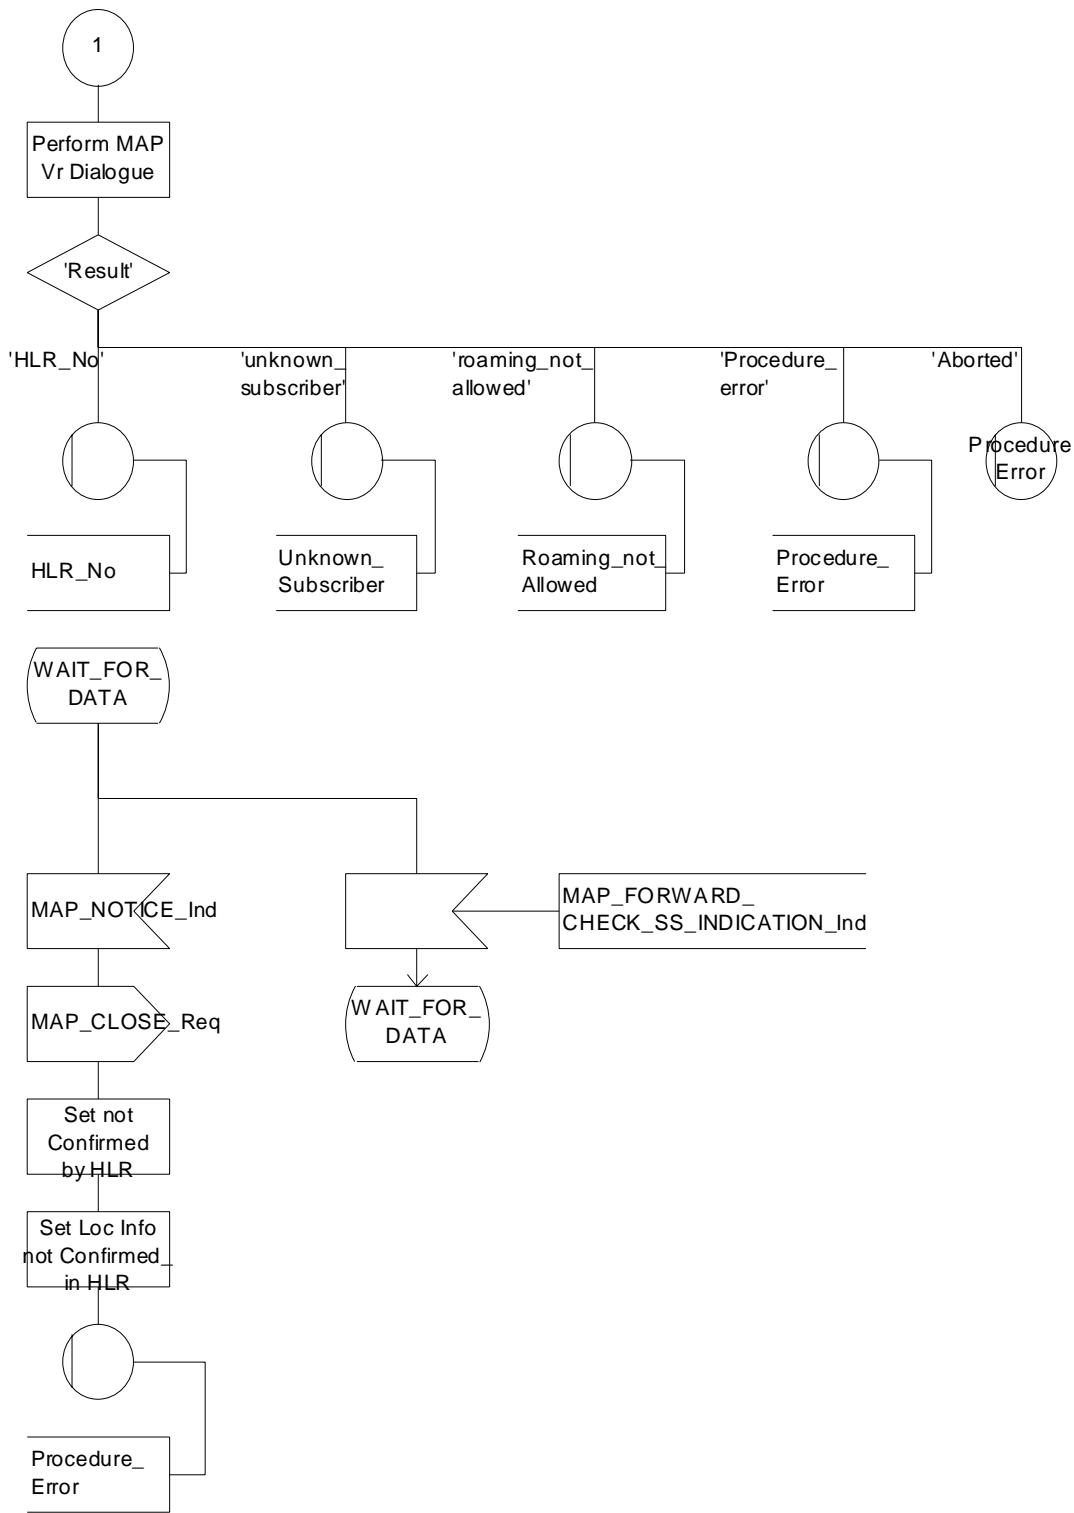 1
Perform MAP
Vr Dialogue
'Result'
'HLR_No'
'unknown_
subscriber'
'roaming_not_
allowed'
'Procedure_
error'
'Aborted'
Procedure
Error
HLR_No
Unknown_
Subscriber
Roaming_not_
Allowed
Procedure_
Error
WAIT_FOR_
DATA
MAP_NOTICE_Ind
MAP_FORWARD_
CHECK_SS_INDICATION_Ind
MAP_CLOSE_Req
WAIT_FOR_
DATA
Set not
Confirmed
by HLR
Set Loc Info
not Confirmed_
in HLR
Procedure_
Error